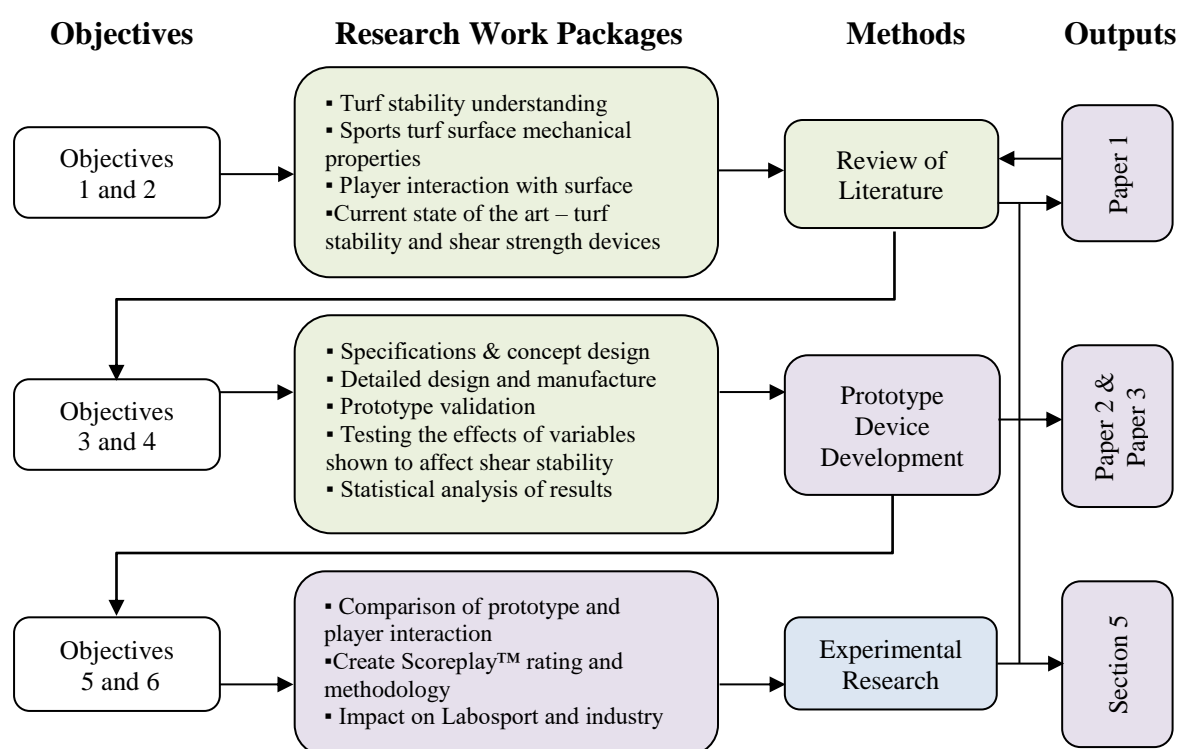 Objectives
Research Work Packages
Methods
Outputs
Objectives
1 and 2
▪ Turf stability understanding
▪ Sports turf surface mechanical
properties
▪ Player interaction with surface
▪Current state of the art – turf
stability and shear strength devices
Review of
Literature
Paper 1
Objectives
3 and 4
▪ Specifications & concept design
▪ Detailed design and manufacture
▪ Prototype validation
▪ Testing the effects of variables
shown to affect shear stability
▪ Statistical analysis of results
Prototype
Device
Development
Paper 2 &
Paper 3
Objectives
5 and 6
▪ Comparison of prototype and
player interaction
▪Create Scoreplay™ rating and
methodology
▪ Impact on Labosport and industry
Experimental
Research
Section 5